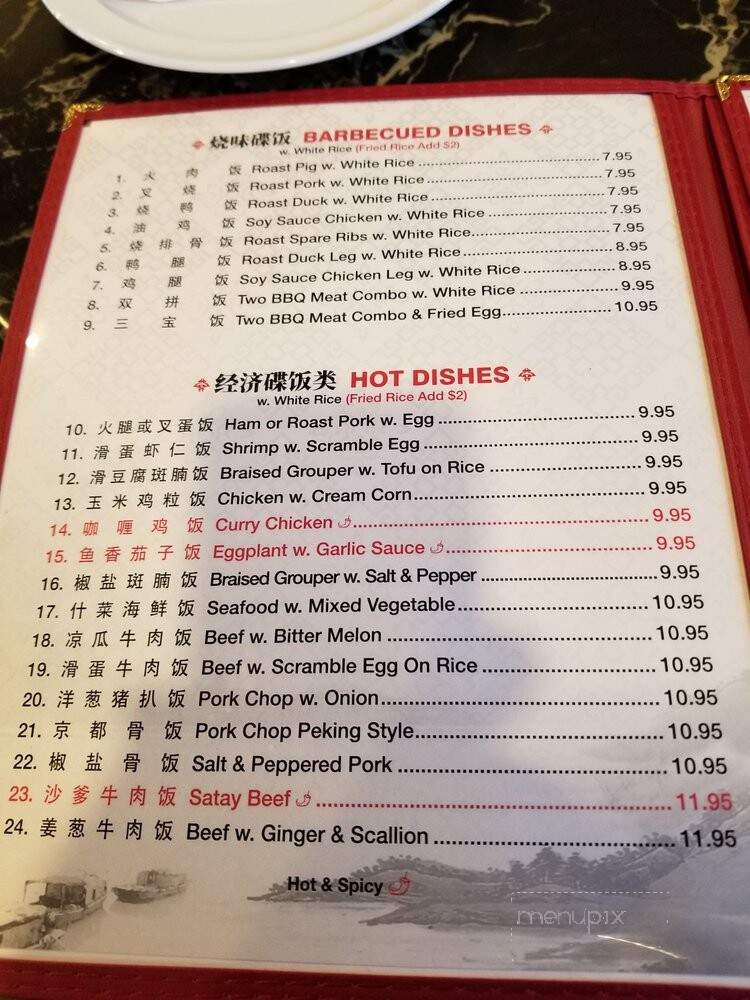 烧味碟饭 BARBECUED DISHES
w. White Rice (Fried Rice Add $2)
1. 火肉饭 Roast Pig w. White Rice 7.95
2. 叉烧饭 Roast Pork w. White Rice 7.95
3. 烧鸭饭 Roast Duck w. White Rice 7.95
4. 油鸡饭 Soy Sauce Chicken w. White Rice 7.95
5. 烧排骨饭 Roast Spare Ribs w. White Rice 7.95
6. 鸭腿饭 Roast Duck Leg w. White Rice 8.95
7. 鸡腿饭 Soy Sauce Chicken Leg w. White Rice 8.95
8. 双拼饭 Two BBQ Meat Combo w. White Rice 9.95
9. 三宝饭 Two BBQ Meat Combo & Fried Egg 10.95
经济碟饭类 HOT DISHES
w. White Rice (Fried Rice Add $2)
10. 火腿或叉蛋饭 Ham or Roast Pork w. Egg 9.95
11. 滑蛋虾仁饭 Shrimp w. Scramble Egg 9.95
12. 滑豆腐斑腩饭 Braised Grouper w. Tofu on Rice 9.95
13. 玉米鸡粒饭 Chicken w. Cream Corn 9.95
14. 咖喱鸡饭 Curry Chicken 9.95
15. 鱼香茄子饭 Eggplant w. Garlic Sauce 9.95
16. 椒盐斑腩饭 Braised Grouper w. Salt & Pepper 9.95
17. 什菜海鲜饭 Seafood w. Mixed Vegetable 10.95
18. 凉瓜牛肉饭 Beef w. Bitter Melon 10.95
19. 滑蛋牛肉饭 Beef w. Scramble Egg On Rice 10.95
20. 洋葱猪扒饭 Pork Chop w. Onion 10.95
21. 京都骨饭 Pork Chop Peking Style 10.95
22. 椒盐骨饭 Salt & Peppered Pork 10.95
23. 沙爹牛肉饭 Satay Beef 11.95
24. 姜葱牛肉饭 Beef w. Ginger & Scallion 11.95
Hot & Spicy
menupix